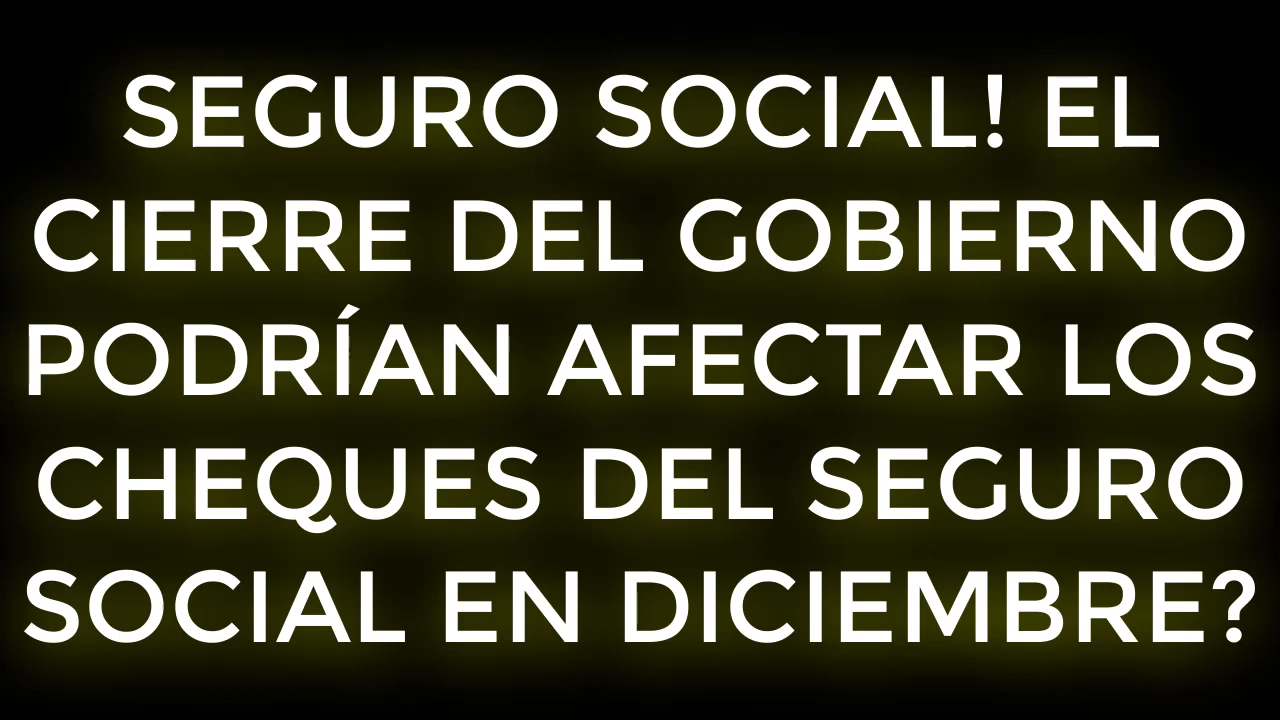 SEGURO SOCIAL! EL
CIERRE DEL GOBIERNO
PODRÍAN AFECTAR LOS
CHEQUES DEL SEGURO
SOCIAL EN DICIEMBRE?